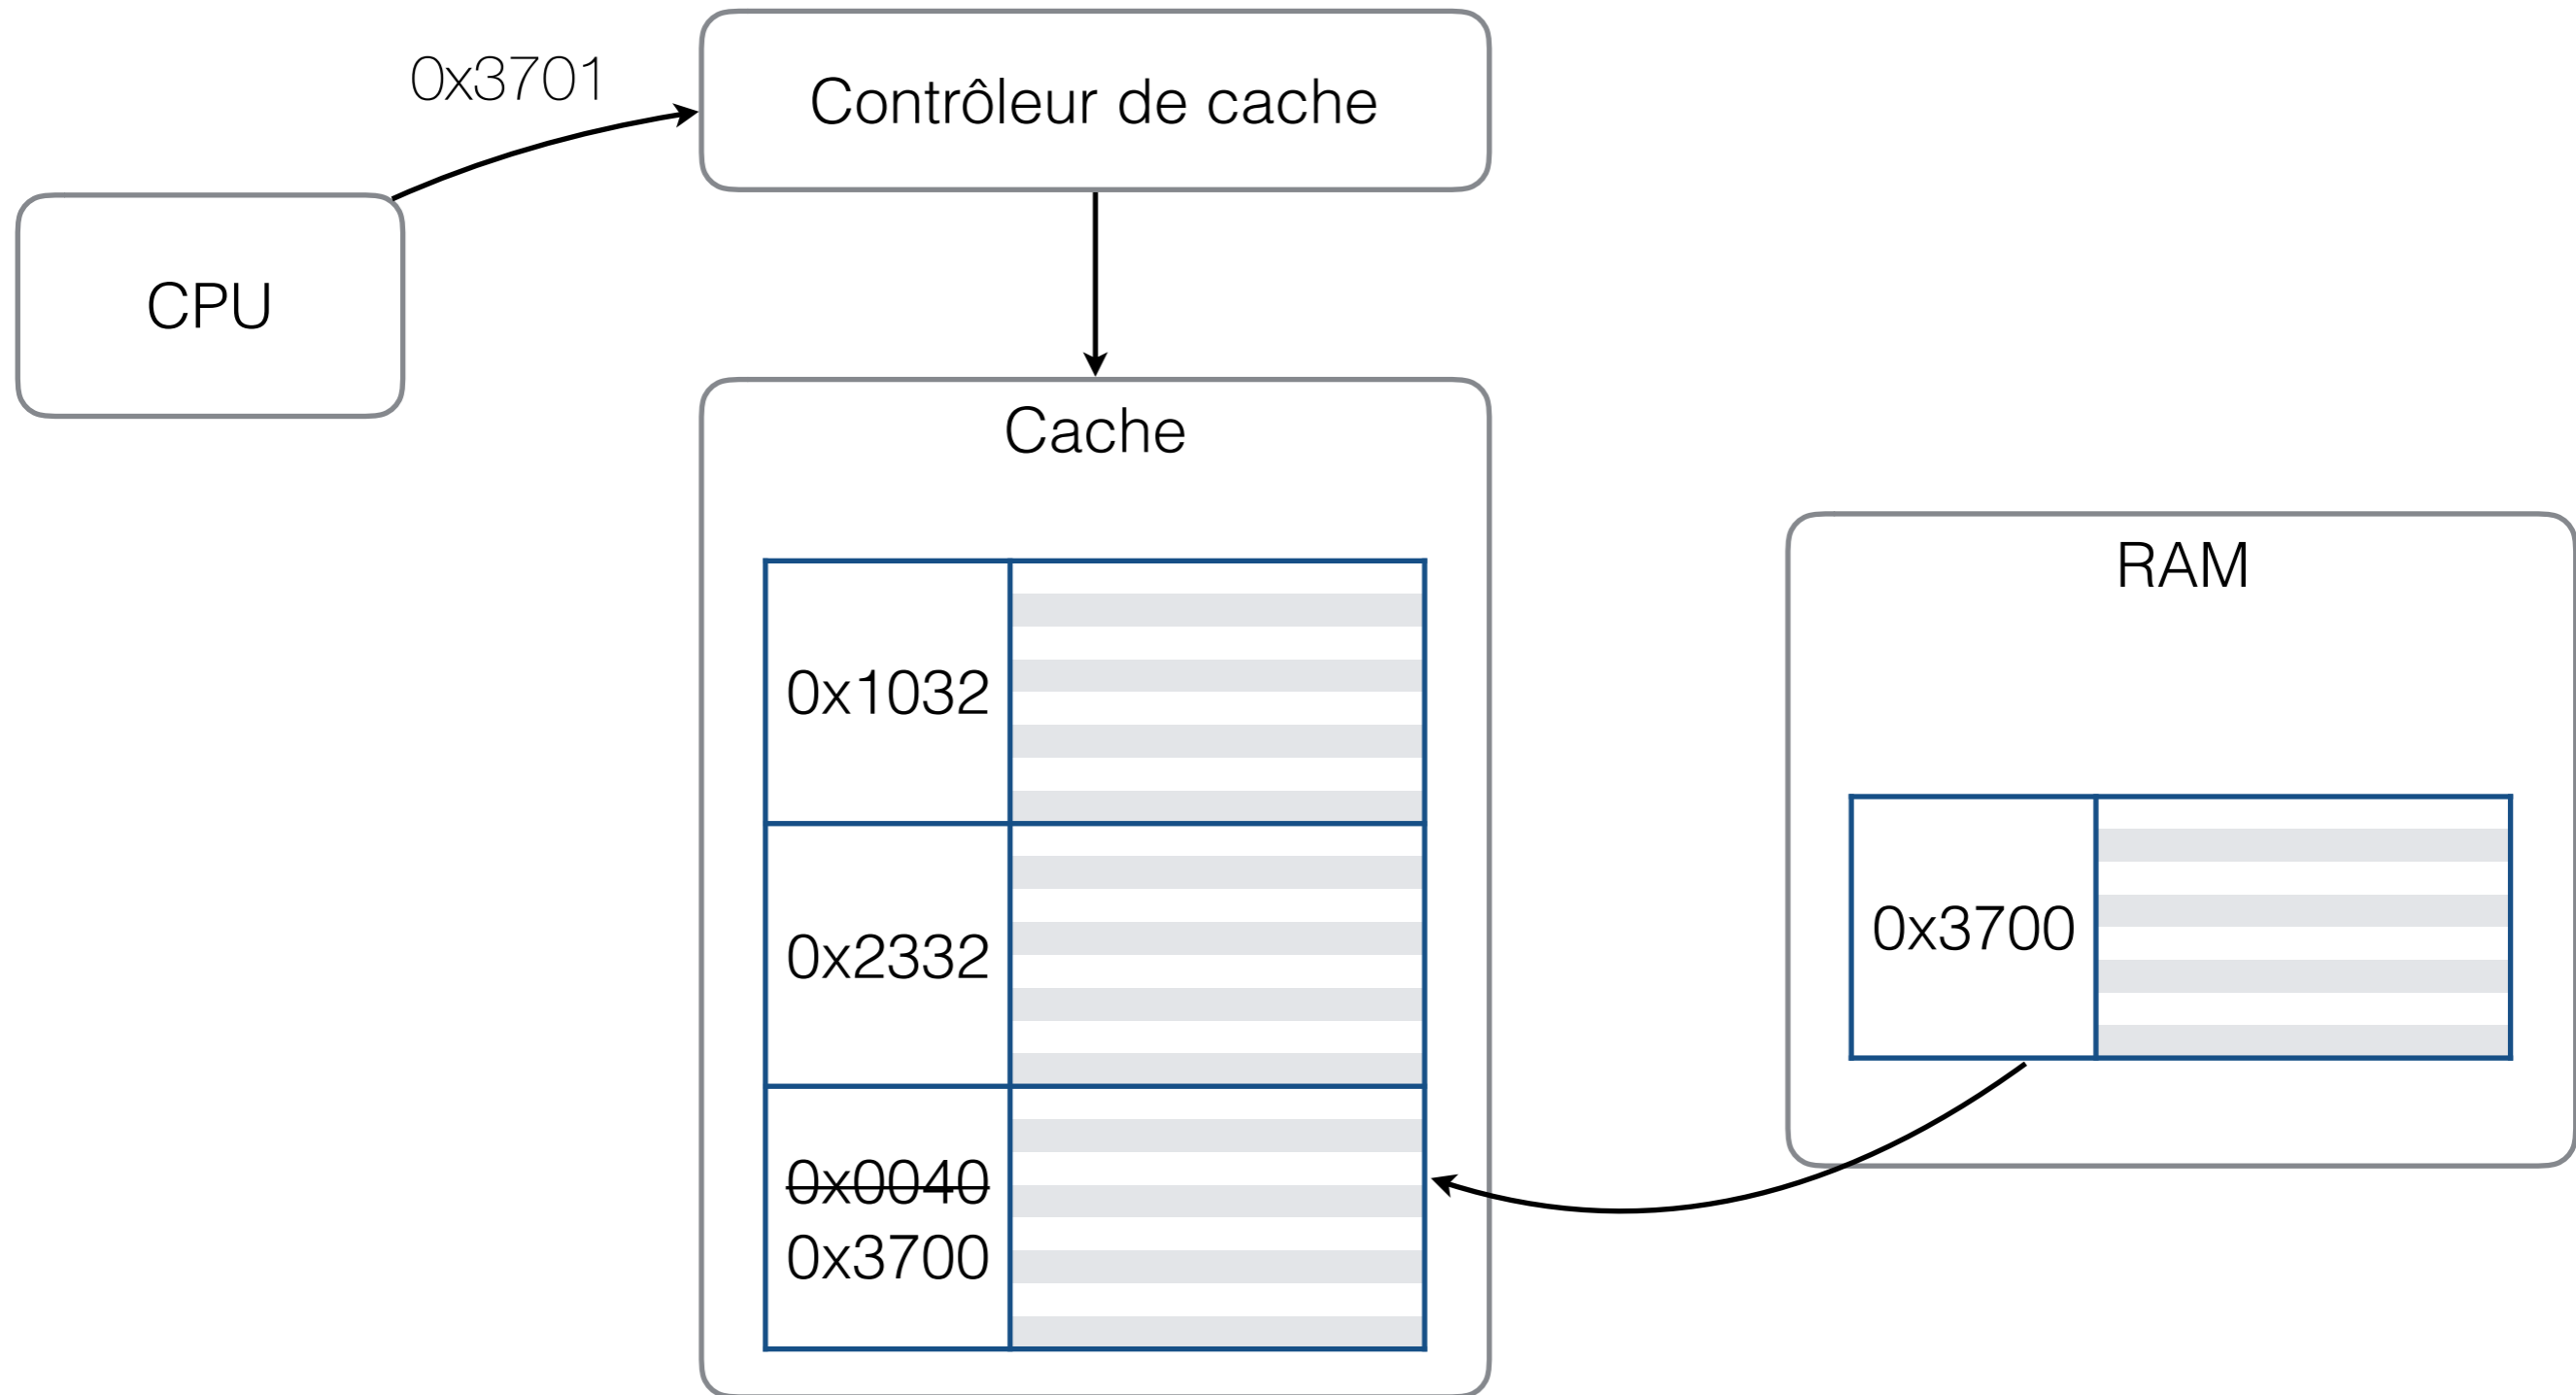 0x3701
Contrôleur de cache
CPU
Cache
RAM
0x1032
0x2332
0x3700
0x0040
0x3700